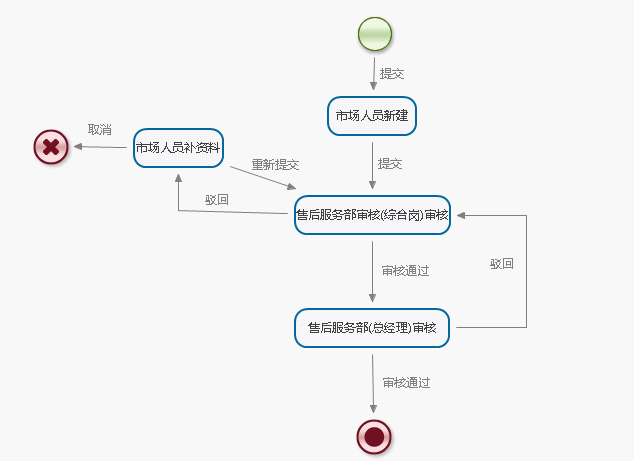 提交
市场人员新建
取消
市场人员补资料
重新提交
提交
驳回
售后服务部审核(综合岗)审核
审核通过
驳回
售后服务部(总经理)审核
审核通过